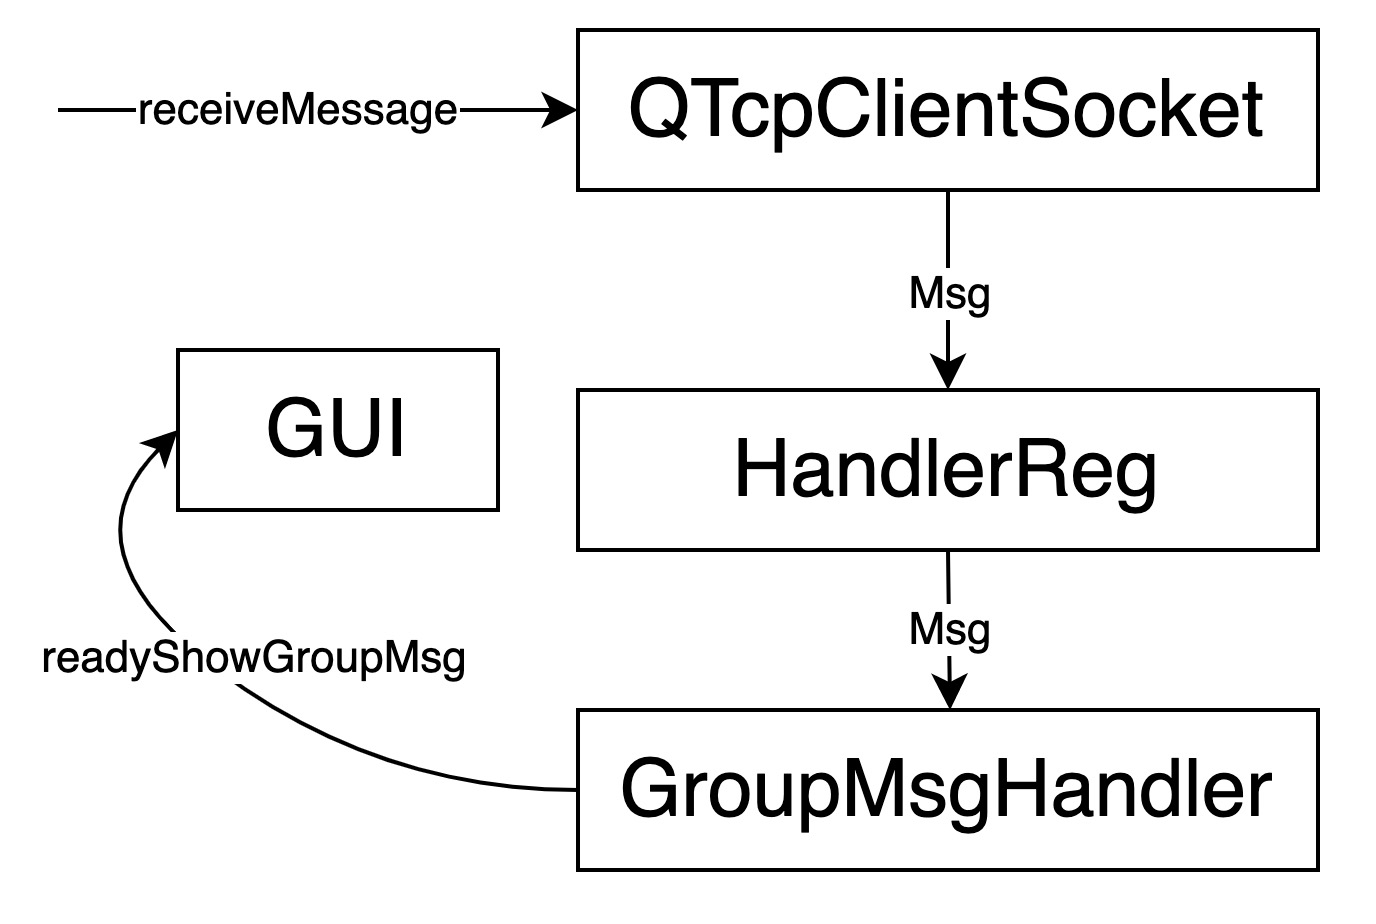 receiveMessage
QTcpClientSocket
Msg
GUI
HandlerReg
Msg
readyShowGroupMsg
GroupMsgHandler